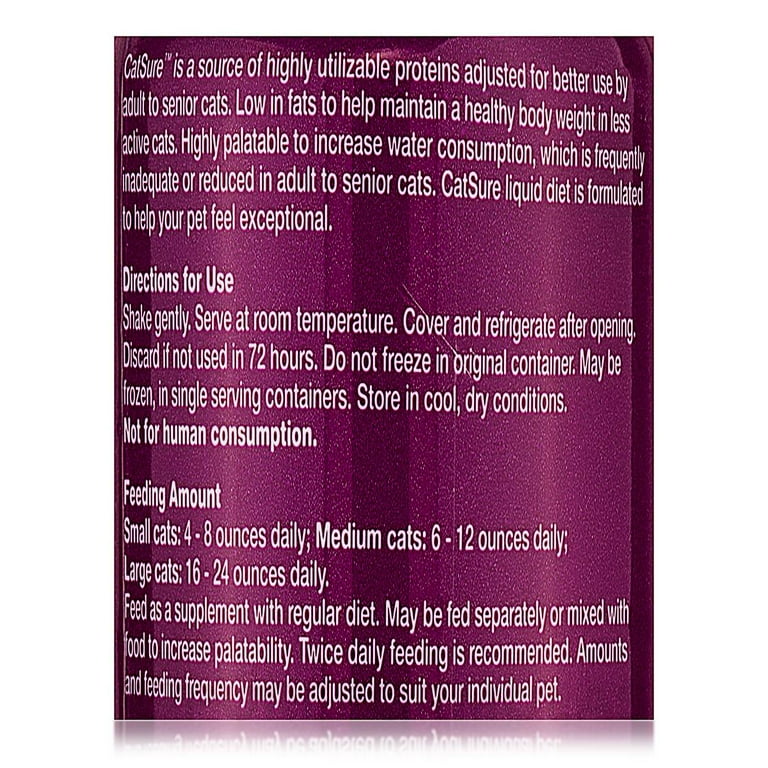 CatSure™ is a source of highly utilizable proteins adjusted for better use by
adult to senior cats. Low in fats to help maintain a healthy body weight in less
active cats. Highly palatable to increase water consumption, which is frequently
inadequate or reduced in adult to senior cats. CatSure liquid diet is formulated
to help your pet feel exceptional.
Directions for Use
Shake gently. Serve at room temperature. Cover and refrigerate after opening.
Discard if not used in 72 hours. Do not freeze in original container. May be
frozen, in single serving containers. Store in cool, dry conditions.
Not for human consumption.
Feeding Amount
Small cats: 4 - 8 ounces daily; Medium cats: 6 - 12 ounces daily;
Large cats: 16 - 24 ounces daily.
Feed as a supplement with regular diet. May be fed separately or mixed with
food to increase palatability. Twice daily feeding is recommended. Amounts
and feeding frequency may be adjusted to suit your individual pet.